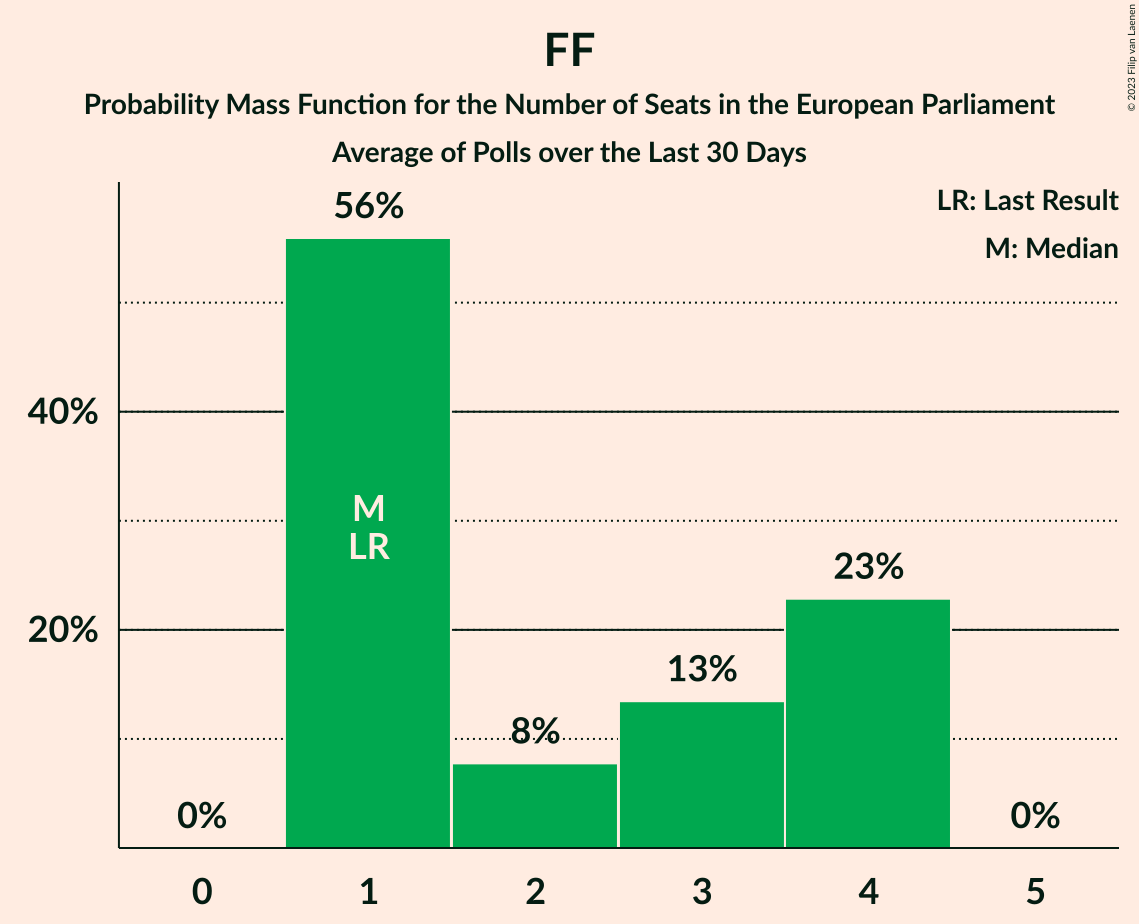 FF
Probability Mass Function for the Number of Seats in the European Parliament
Average of Polls over the Last 30 Days
© 2023 Filip van Laenen
LR: Last Result
M: Median
56%
40%
M
LR
23%
20%
13%
8%
0%
0%
0 1 2 3 4 5